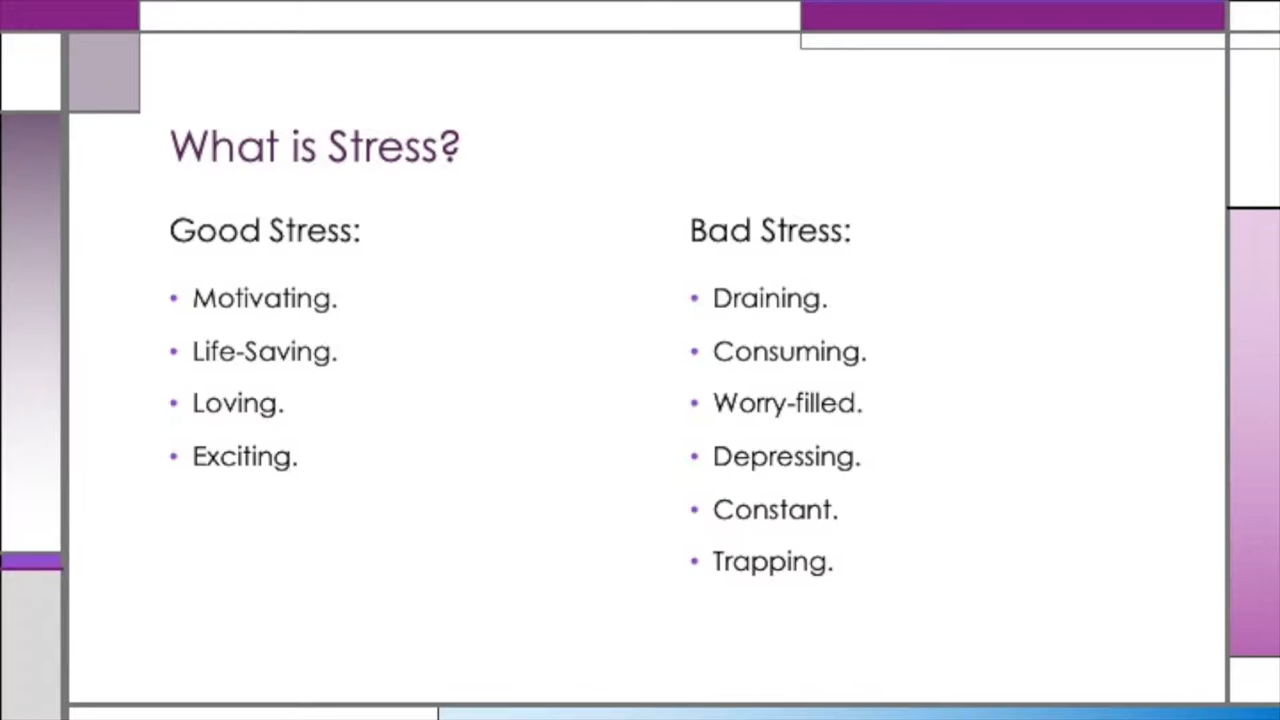 What is Stress?
Good Stress:
• Motivating.
• Life-Saving.
• Loving.
• Exciting.
Bad Stress:
• Draining.
• Consuming.
• Worry-filled.
• Depressing.
• Constant.
• Trapping.